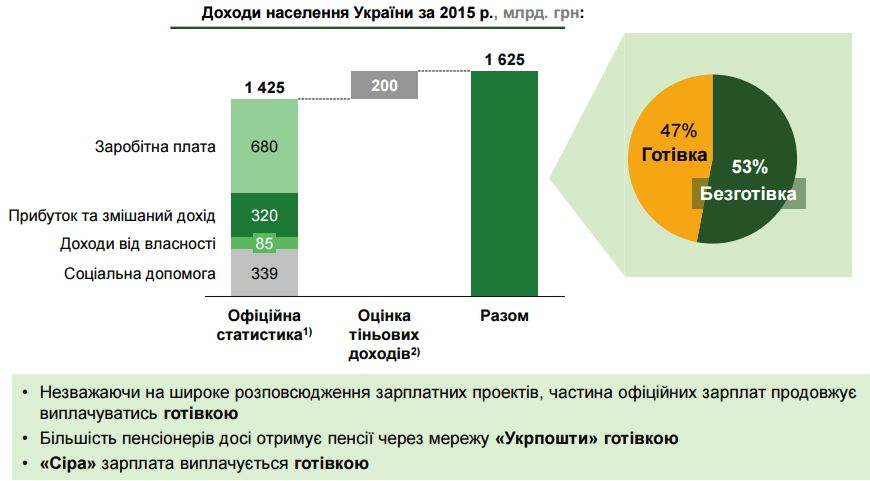 Доходи населення України за 2015 р., млрд. грн:
1 425
200
1 625
Заробітна плата
680
Прибуток та змішаний дохід
320
Доходи від власності
85
Соціальна допомога
339
Офіційна
статистика1)
Оцінка
тіньових
доходів2)
Разом
47%
Готівка
53%
Безготівка
• Незважаючи на широке розповсюдження зарплатних проектів, частина офіційних зарплат продовжує
виплачуватись готівкою
• Більшість пенсіонерів досі отримує пенсії через мережу «Укрпошти» готівкою
• «Сіра» зарплата виплачується готівкою